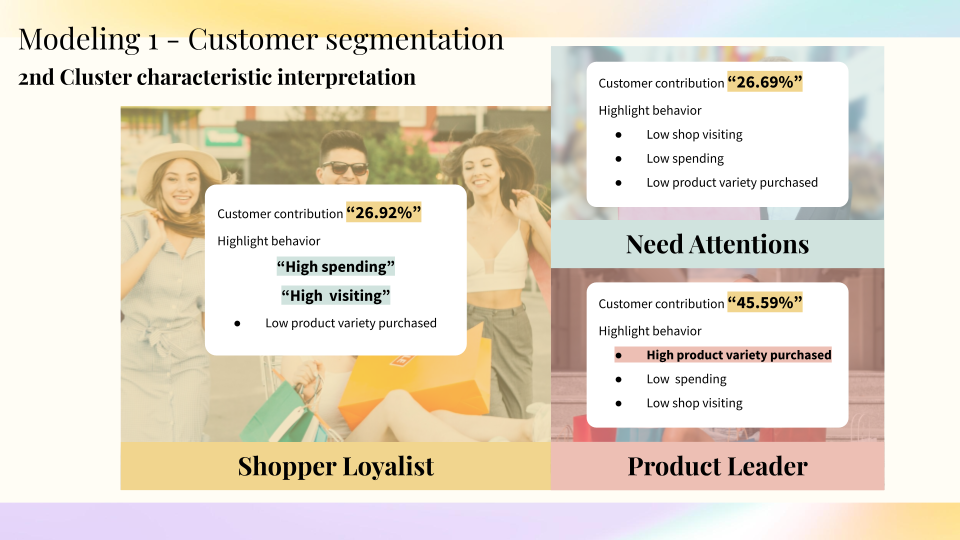 Modeling 1 - Customer segmentation
2nd Cluster characteristic interpretation
Customer contribution “26.92%”
Highlight behavior
“High spending”
“High  visiting”
● Low product variety purchased
Shopper Loyalist
Customer contribution “26.69%”
Highlight behavior
● Low shop visiting
● Low spending
● Low product variety purchased
Need Attentions
Customer contribution “45.59%”
Highlight behavior
● High product variety purchased
● Low  spending
● Low shop visiting
Product Leader